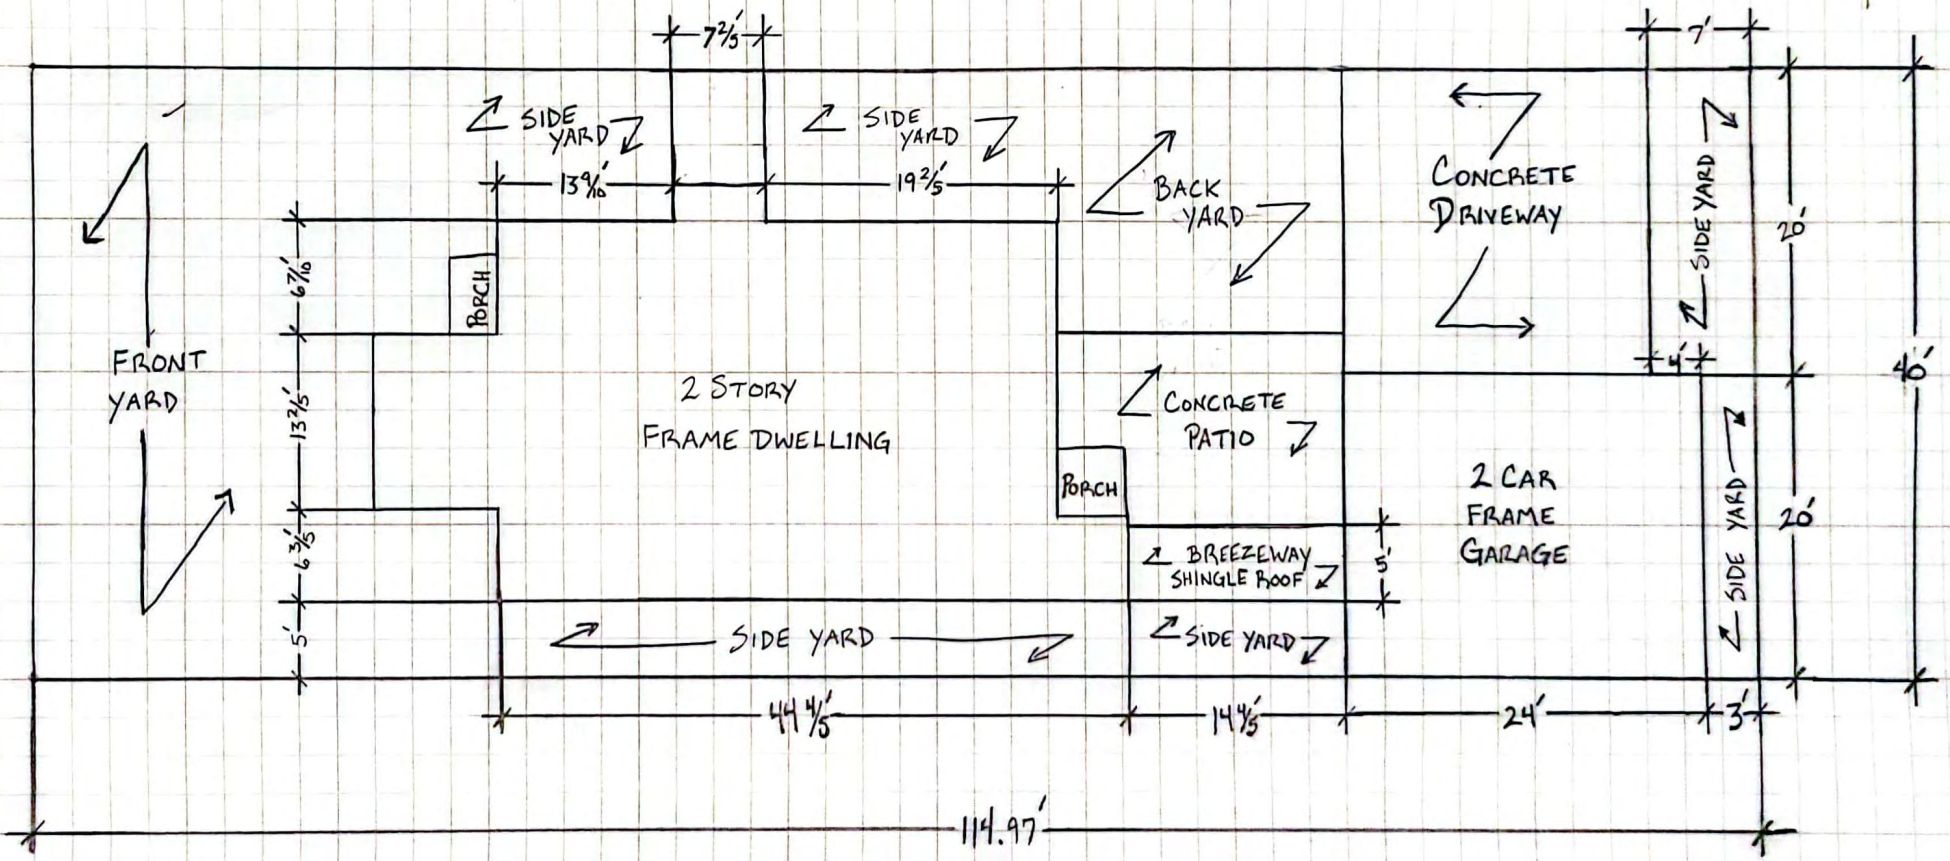 7 2/5'
7'
SIDE
YARD
SIDE
YARD
13 9/10'
19 2/5'
BACK
YARD
CONCRETE
DRIVEWAY
SIDE YARD
20'
40'
6 7/10'
PORCH
FRONT
YARD
4'
2 STORY
FRAME DWELLING
13 2/5'
CONCRETE
PATIO
PORCH
2 CAR
FRAME
GARAGE
SIDE YARD
20'
6 3/5'
BREEZEWAY
SHINGLE ROOF
5'
5'
SIDE YARD
SIDE YARD
44 4/5'
14 4/5'
24'
3'
114.97'